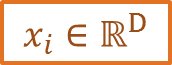 xᵢ ∈ ℝᴰ